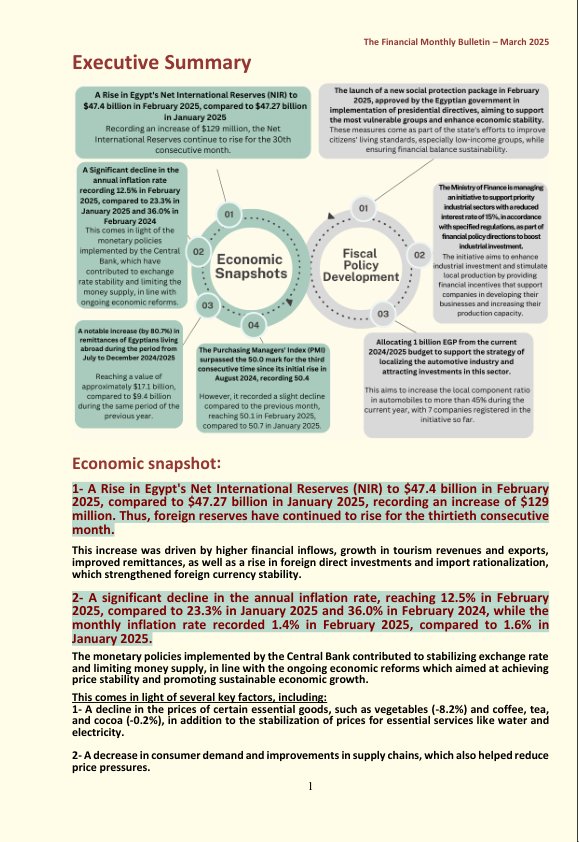 The Financial Monthly Bulletin – March 2025
Executive Summary
A Rise in Egypt's Net International Reserves (NIR) to
$47.4 billion in February 2025, compared to $47.27 billion
in January 2025
Recording an increase of $129 million, the Net
International Reserves continue to rise for the 30th
consecutive month.
The launch of a new social protection package in February
2025, approved by the Egyptian government in
implementation of presidential directives, aiming to support
the most vulnerable groups and enhance economic stability.
These measures come as part of the state's efforts to improve
citizens' living standards, especially low-income groups, while
ensuring financial balance sustainability.
A Significant decline in the
annual inflation rate
recording 12.5% in February
2025, compared to 23.3% in
January 2025 and 36.0% in
February 2024
This comes in light of the
monetary policies
implemented by the Central
Bank, which have
contributed to exchange
rate stability and limiting the
money supply, in line with
ongoing economic reforms.
The Ministry of Finance is managing
an initiative to support priority
industrial sectors with a reduced
interest rate of 15%, in accordance
with specified regulations, as part of
financial policy directions to boost
industrial investment.
The initiative aims to enhance
industrial investment and stimulate
local production by providing
financial incentives that support
companies in developing their
businesses and increasing their
production capacity.
01
02
03
04
Economic
Snapshots
01
02
03
Fiscal
Policy
Development
A notable increase (by 80.7%) in
remittances of Egyptians living
abroad during the period from
July to December 2024/2025
Reaching a value of
approximately $17.1 billion,
compared to $9.4 billion
during the same period of the
previous year.
The Purchasing Managers' Index (PMI)
surpassed the 50.0 mark for the third
consecutive time since its initial rise in
August 2024, recording 50.4
However, it recorded a slight decline
compared to the previous month,
reaching 50.1 in February 2025,
compared to 50.7 in January 2025.
Allocating 1 billion EGP from the current
2024/2025 budget to support the strategy of
localizing the automotive industry and
attracting investments in this sector.
This aims to increase the local component ratio
in automobiles to more than 45% during the
current year, with 7 companies registered in the
initiative so far.
Economic snapshot:
1- A Rise in Egypt's Net International Reserves (NIR) to $47.4 billion in February
2025, compared to $47.27 billion in January 2025, recording an increase of $129
million. Thus, foreign reserves have continued to rise for the thirtieth consecutive
month.
This increase was driven by higher financial inflows, growth in tourism revenues and exports,
improved remittances, as well as a rise in foreign direct investments and import rationalization,
which strengthened foreign currency stability.
2- A significant decline in the annual inflation rate, reaching 12.5% in February
2025, compared to 23.3% in January 2025 and 36.0% in February 2024, while the
monthly inflation rate recorded 1.4% in February 2025, compared to 1.6% in
January 2025.
The monetary policies implemented by the Central Bank contributed to stabilizing exchange rate
and limiting money supply, in line with the ongoing economic reforms which aimed at achieving
price stability and promoting sustainable economic growth.
This comes in light of several key factors, including:
1- A decline in the prices of certain essential goods, such as vegetables (-8.2%) and coffee, tea,
and cocoa (-0.2%), in addition to the stabilization of prices for essential services like water and
electricity.
2- A decrease in consumer demand and improvements in supply chains, which also helped reduce
price pressures.
1